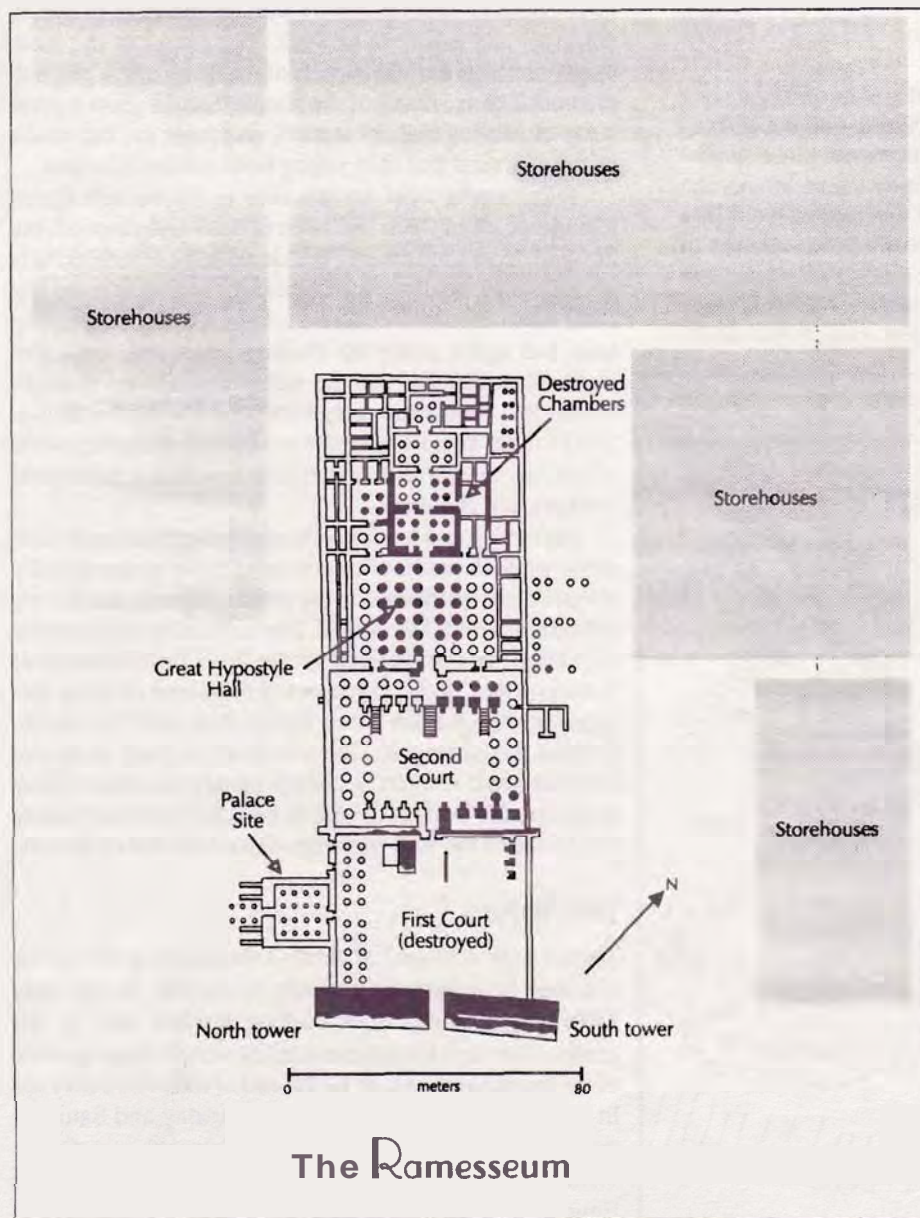 Storehouses
Storehouses
Destroyed
Chambers
Storehouses
Great Hypostyle
Hall
Second
Court
Palace
Site
Storehouses
N
First Court
(destroyed)
North tower
South tower
0 meters 80
The Ramesseum